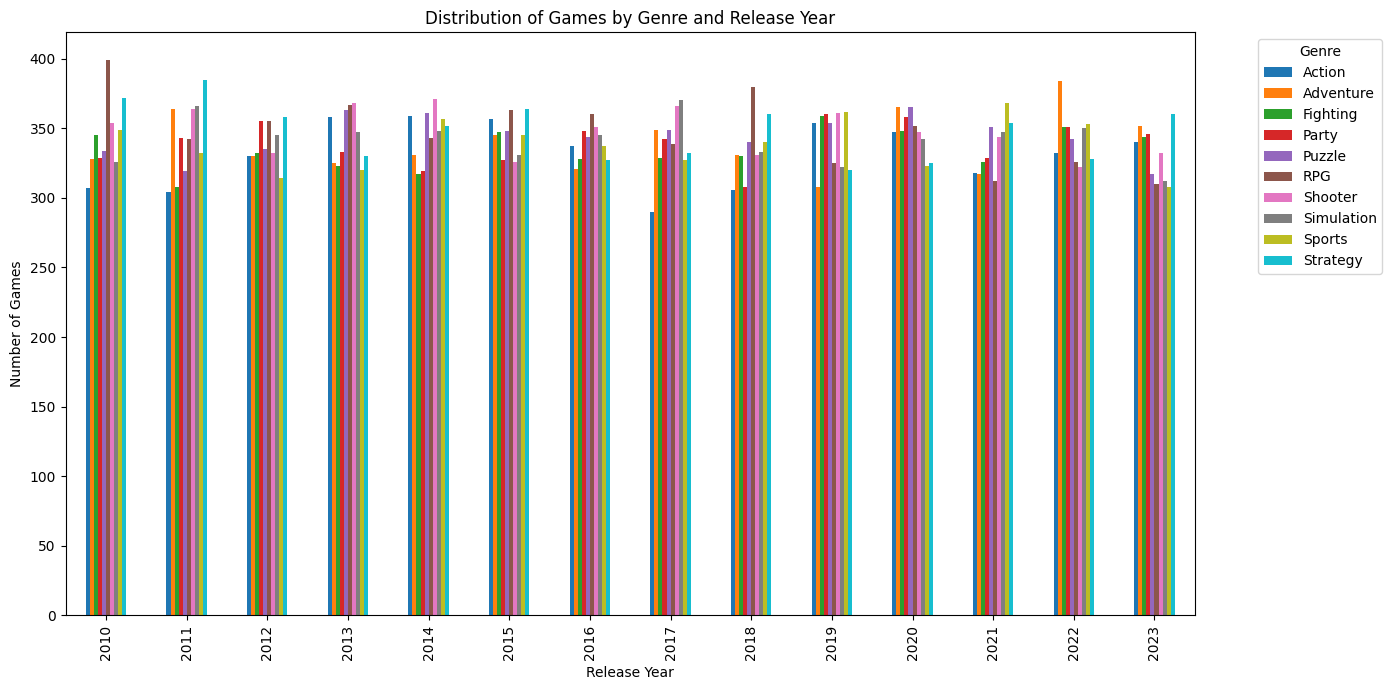 Distribution of Games by Genre and Release Year
Number of Games
400
350
300
250
200
150
100
50
0
2010
2011
2012
2013
2014
2015
2016
2017
2018
2019
2020
2021
2022
2023
Release Year
Genre
Action
Adventure
Fighting
Party
Puzzle
RPG
Shooter
Simulation
Sports
Strategy